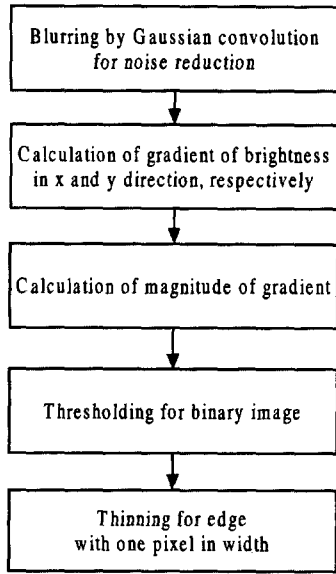 Blurring by Gaussian convolution
for noise reduction
Calculation of gradient of brightness
in x and y direction, respectively
Calculation of magnitude of gradient
Thresholding for binary image
Thinning for edge
with one pixel in width